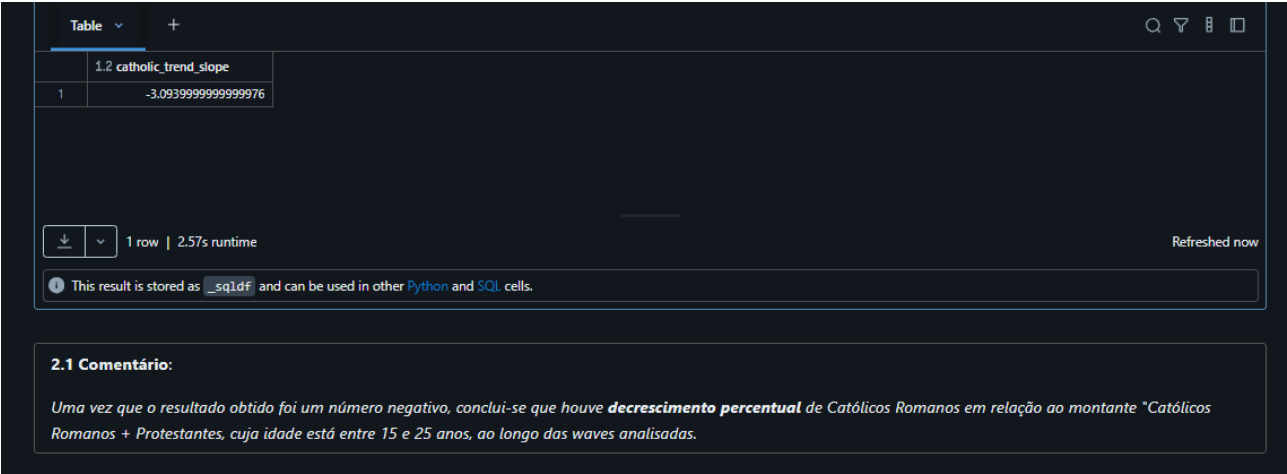 Table
+
1.2 catholic_trend_slope
1 -3.0939999999999976
1 row | 2.57s runtime
Refreshed now
This result is stored as _sqldf and can be used in other Python and SQL cells.
2.1 Comentário:
Uma vez que o resultado obtido foi um número negativo, conclui-se que houve decrescimento percentual de Católicos Romanos em relação ao montante "Católicos
Romanos + Protestantes, cuja idade está entre 15 e 25 anos, ao longo das waves analisadas.